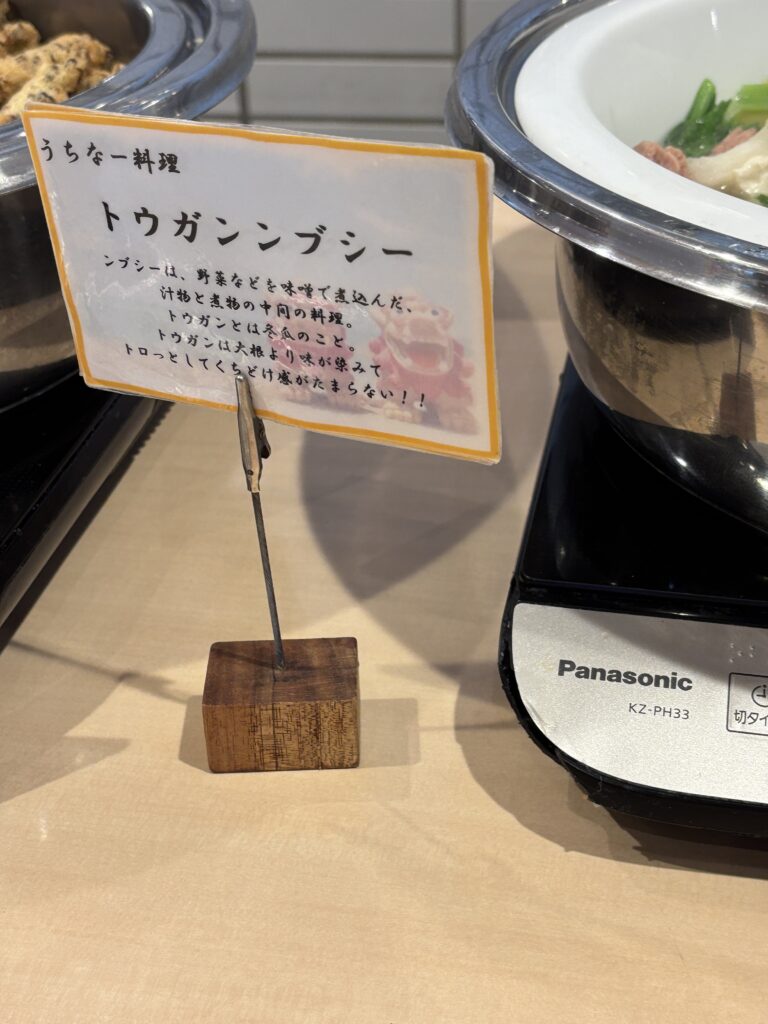 うちなー料理
トウガンンブシー
ンブシーは、野菜などを味噌で煮込んだ、
汁物と煮物の中間の料理。
トウガンとは冬瓜のこと。
トウガンは大根より味が染みて
トロっとしてくちどけ感がたまらない！！
Panasonic
KZ-PH33
切タイ